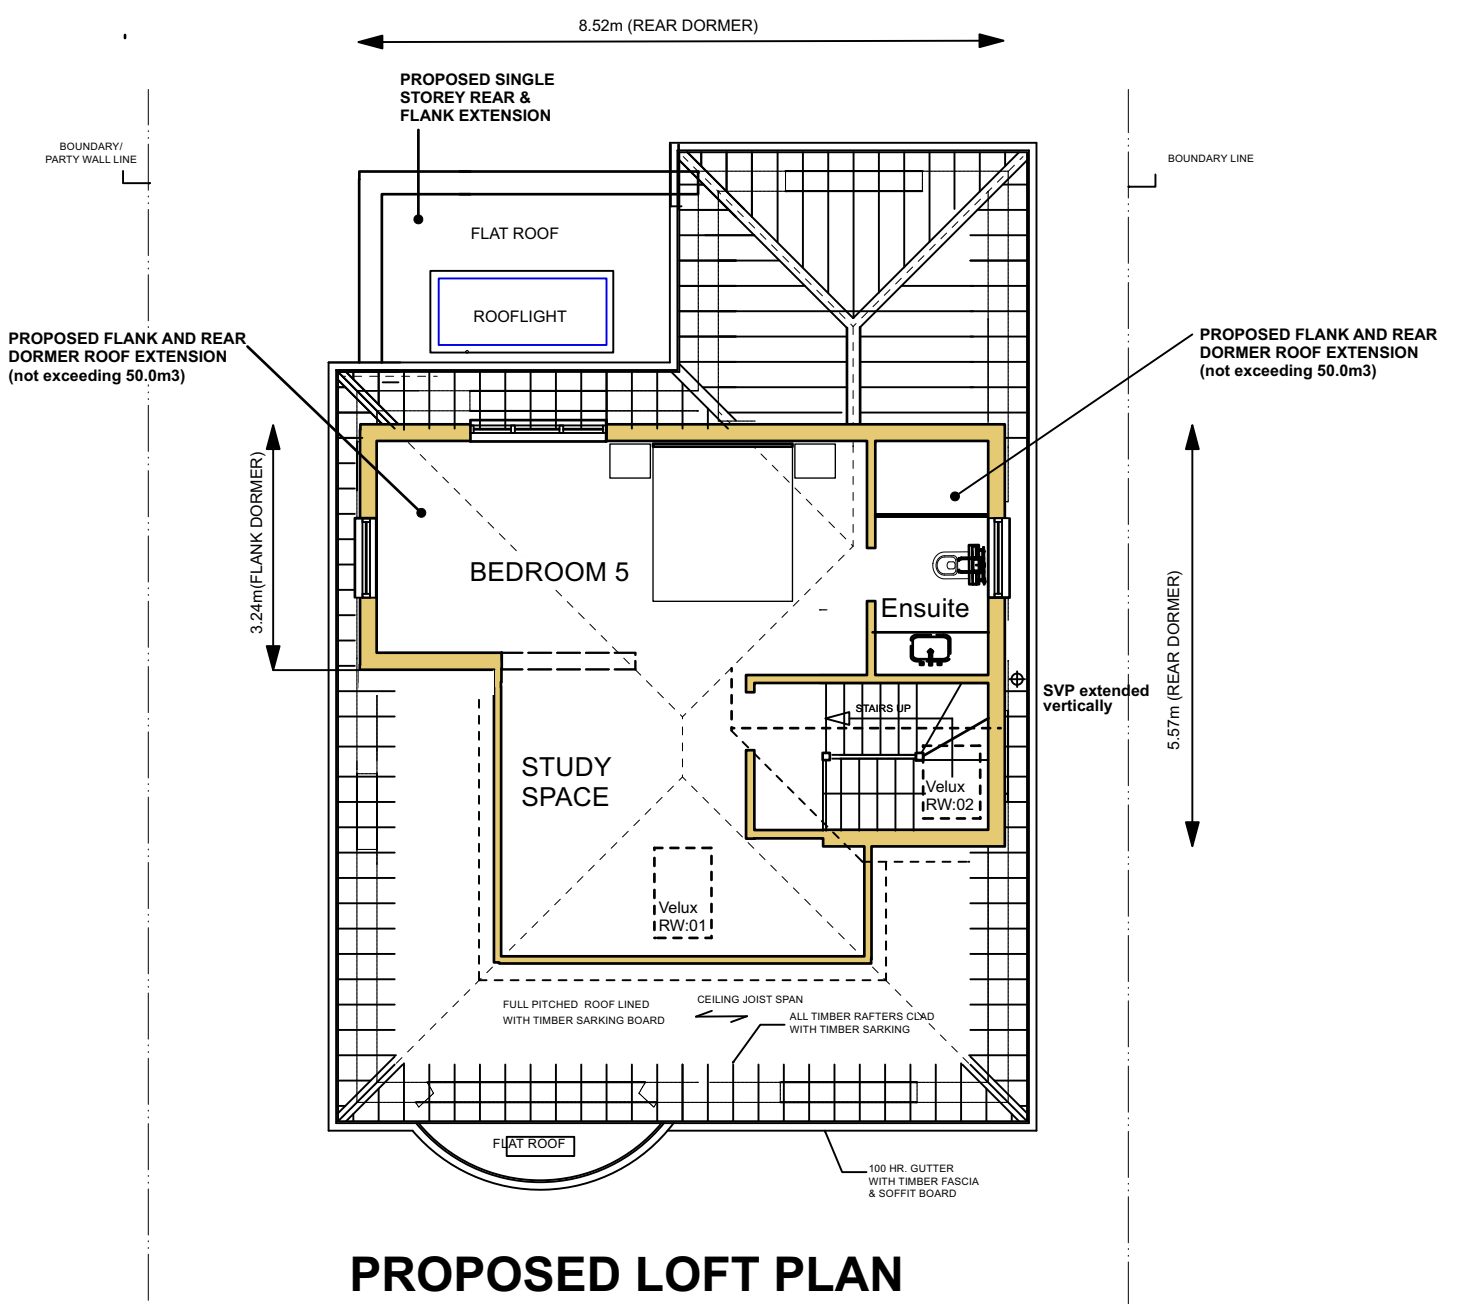 8.52m (REAR DORMER)
PROPOSED SINGLE
STOREY REAR &
FLANK EXTENSION
BOUNDARY/
PARTY WALL LINE
BOUNDARY LINE
FLAT ROOF
ROOFLIGHT
PROPOSED FLANK AND REAR
DORMER ROOF EXTENSION
(not exceeding 50.0m3)
PROPOSED FLANK AND REAR
DORMER ROOF EXTENSION
(not exceeding 50.0m3)
3.24m(FLANK DORMER)
BEDROOM 5
Ensuite
5.57m (REAR DORMER)
SVP extended
vertically
STAIRS UP
STUDY
SPACE
Velux
RW:02
Velux
RW:01
FULL PITCHED ROOF LINED
WITH TIMBER SARKING BOARD
CEILING JOIST SPAN
ALL TIMBER RAFTERS CLAD
WITH TIMBER SARKING
FLAT ROOF
100 HR. GUTTER
WITH TIMBER FASCIA
& SOFFIT BOARD
PROPOSED LOFT PLAN